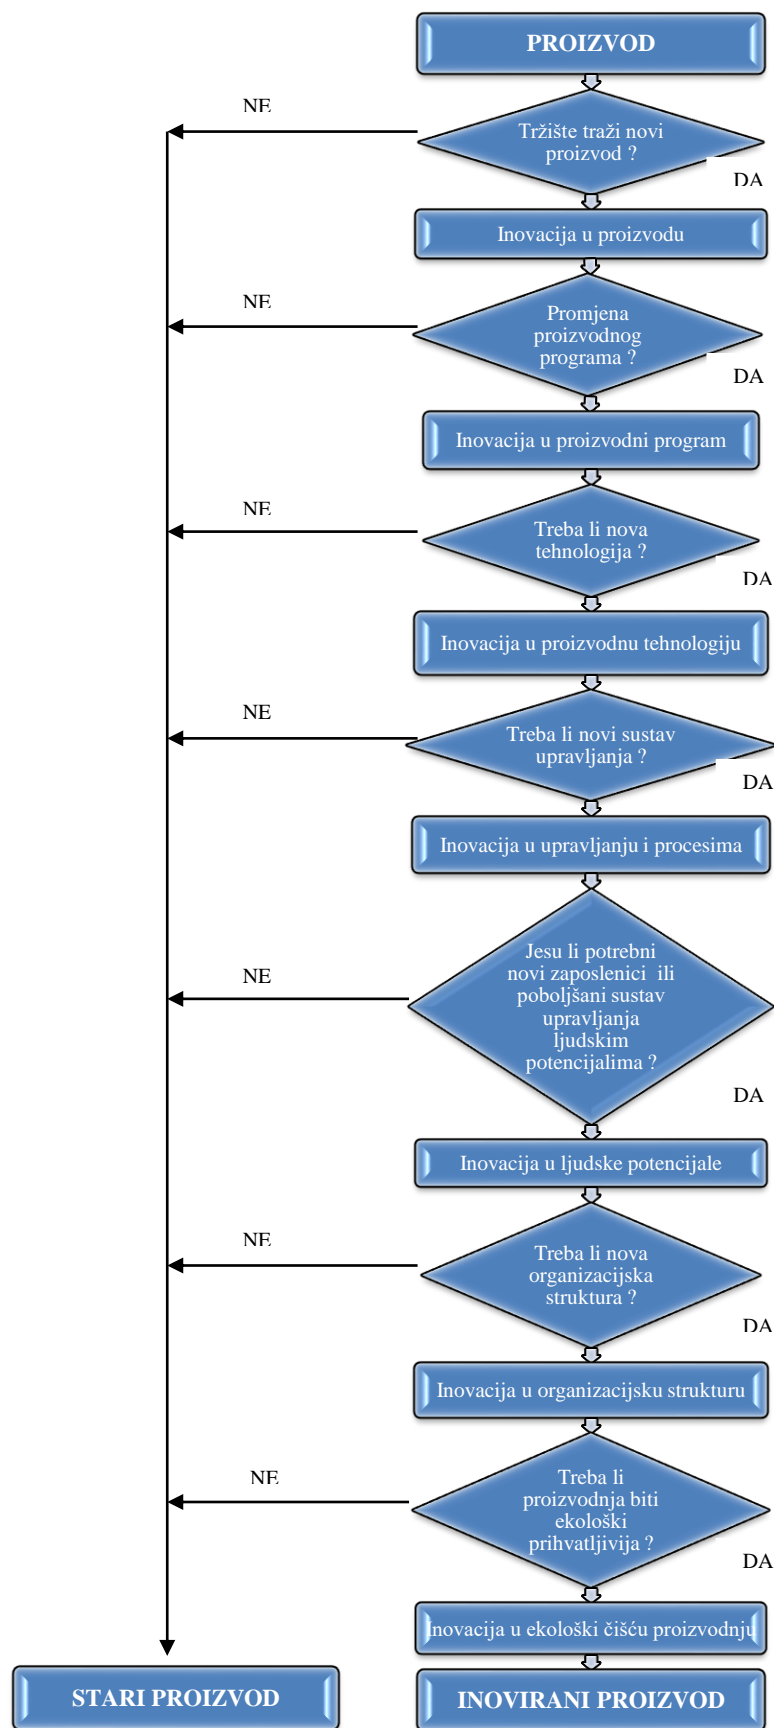 PROIZVOD
NE
Tržište traži novi
proizvod ?
DA
Inovacija u proizvodu
NE
Promjena
proizvodnog
programa ?
DA
Inovacija u proizvodni program
NE
Treba li nova
tehnologija ?
DA
Inovacija u proizvodnu tehnologiju
NE
Treba li novi sustav
upravljanja ?
DA
Inovacija u upravljanju i procesima
Jesu li potrebni
novi zaposlenici ili
poboljšani sustav
upravljanja
ljudskim
potencijalima ?
NE
DA
Inovacija u ljudske potencijale
NE
Treba li nova
organizacijska
struktura ?
DA
Inovacija u organizacijsku strukturu
NE
Treba li
proizvodnja biti
ekološki
prihvatljivija ?
DA
Inovacija u ekološki čišću proizvodnju
STARI PROIZVOD
INOVIRANI PROIZVOD